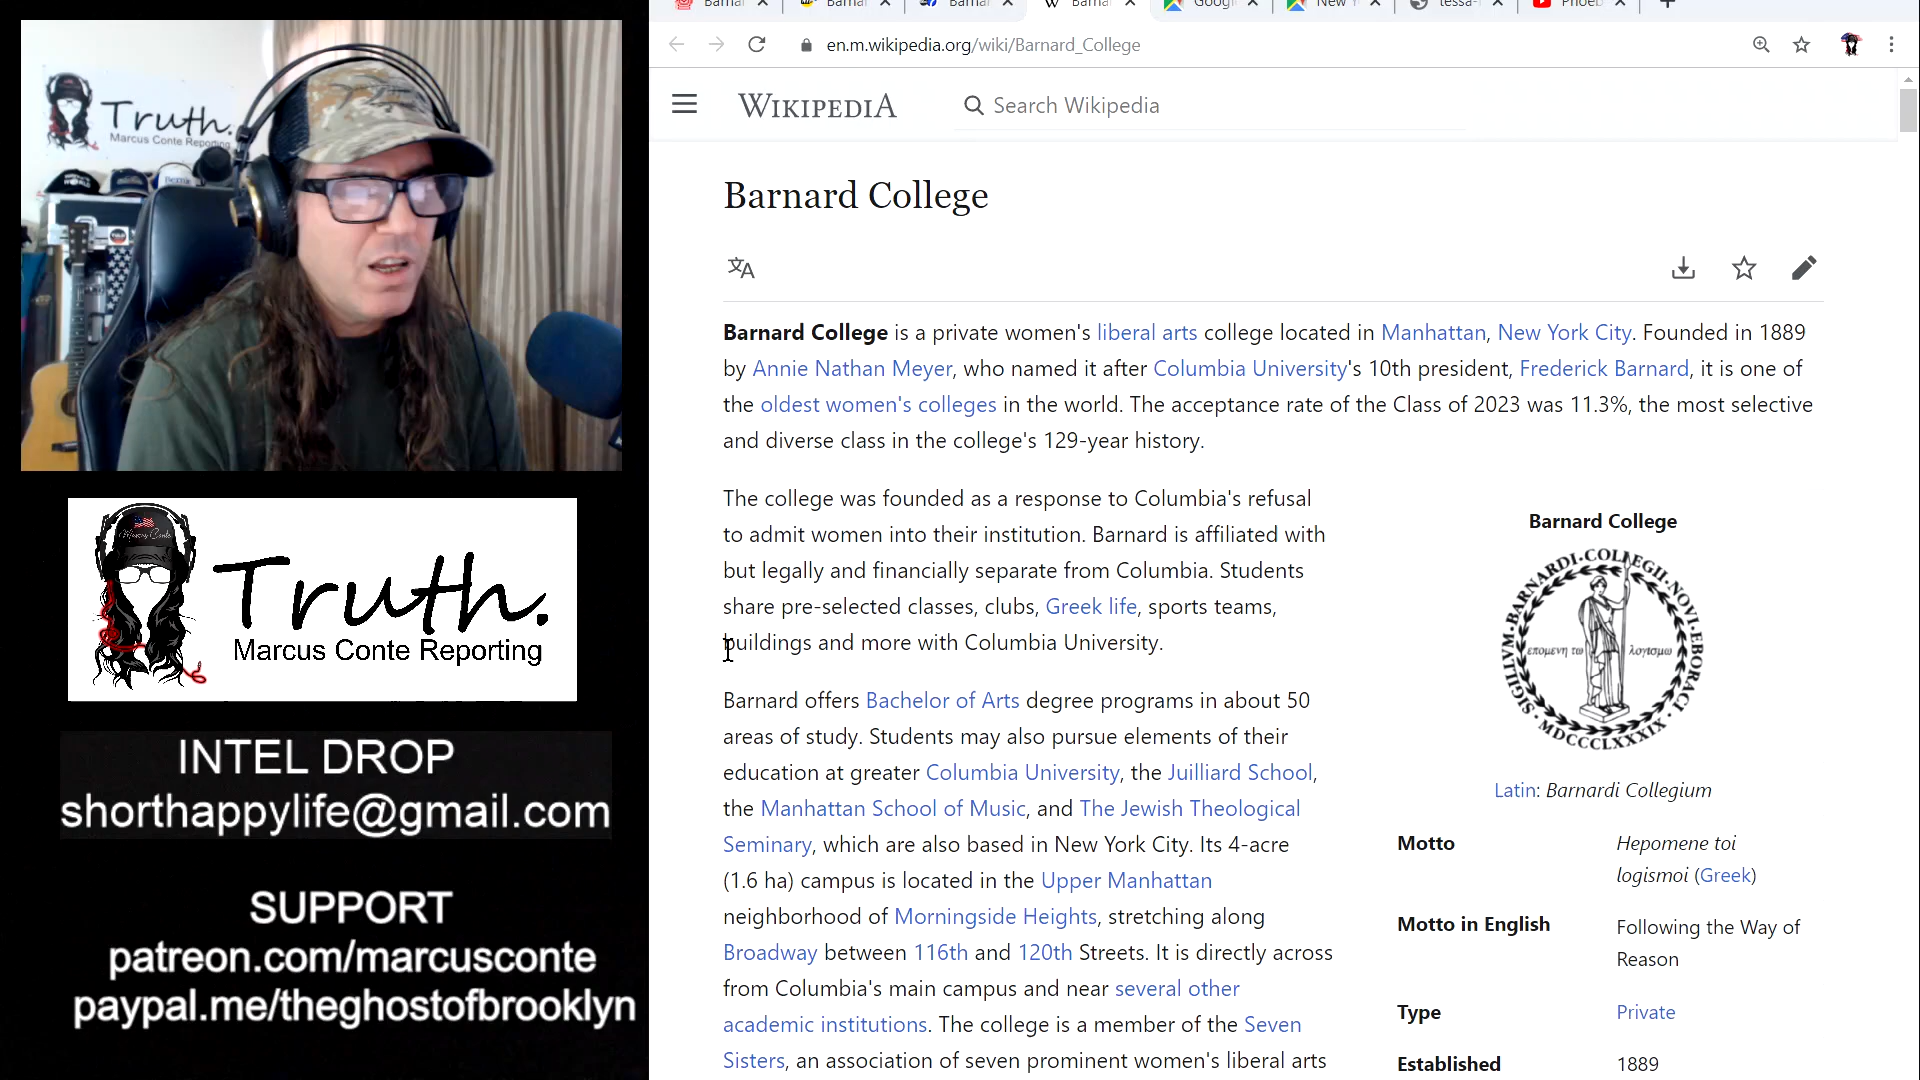 Truth.
Marcus Conte Reporting
Truth.
Marcus Conte Reporting
INTEL DROP
shorthappylife@gmail.com
SUPPORT
patreon.com/marcusconte
paypal.me/theghostofbrooklyn
en.m.wikipedia.org/wiki/Barnard_College
WIKIPEDIA
Search Wikipedia
Barnard College
Barnard College is a private women's liberal arts college located in Manhattan, New York City. Founded in 1889
by Annie Nathan Meyer, who named it after Columbia University's 10th president, Frederick Barnard, it is one of
the oldest women's colleges in the world. The acceptance rate of the Class of 2023 was 11.3%, the most selective
and diverse class in the college's 129-year history.
The college was founded as a response to Columbia's refusal
to admit women into their institution. Barnard is affiliated with
but legally and financially separate from Columbia. Students
share pre-selected classes, clubs, Greek life, sports teams,
buildings and more with Columbia University.
Barnard offers Bachelor of Arts degree programs in about 50
areas of study. Students may also pursue elements of their
education at greater Columbia University, the Juilliard School,
the Manhattan School of Music, and The Jewish Theological
Seminary, which are also based in New York City. Its 4-acre
(1.6 ha) campus is located in the Upper Manhattan
neighborhood of Morningside Heights, stretching along
Broadway between 116th and 120th Streets. It is directly across
from Columbia's main campus and near several other
academic institutions. The college is a member of the Seven
Sisters, an association of seven prominent women's liberal arts
Barnard College
SIGILLVM·BARNARDI·COLLEGII·NOVI·EBORACI
επομενη τω λογισμω
MDCCCLXXXIX
Latin: Barnardi Collegium
Motto Hepomene toi
logismoi (Greek)
Motto in English Following the Way of
Reason
Type Private
Established 1889